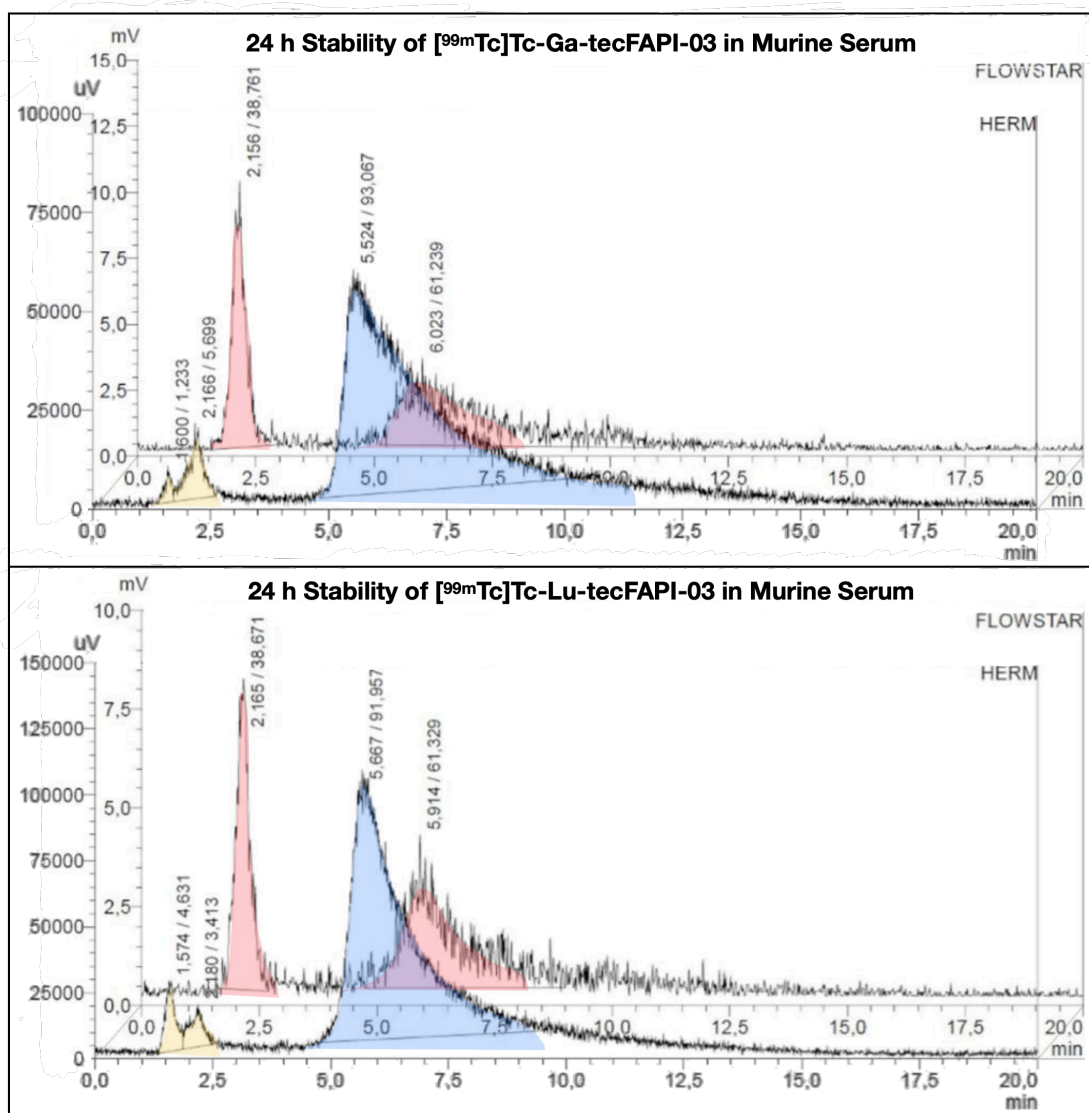 24 h Stability of [⁹⁹ᵐTc]Tc-Ga-tecFAPI-03 in Murine Serum
mV
15,0
FLOWSTAR
uV
100000
12,5
HERM
2,156 / 38,761
10,0
75000
5,524 / 93,067
7,5
6,023 / 61,239
50000
5,0
2,166 / 5,699
600 / 1,233
2,5
25000
0,0
0,0 2,5 5,0 7,5 10,0 12,5 15,0 17,5 20,0
min
0
0,0 2,5 5,0 7,5 10,0 12,5 15,0 17,5 20,0
min
24 h Stability of [⁹⁹ᵐTc]Tc-Lu-tecFAPI-03 in Murine Serum
mV
10,0
FLOWSTAR
uV
150000
HERM
2,165 / 38,671
7,5
125000
5,667 / 91,957
5,914 / 61,329
100000
5,0
75000
1,574 / 4,631
180 / 3,413
2,5
50000
25000
0,0
0,0 2,5 5,0 7,5 10,0 12,5 15,0 17,5 20,0
min
0
0,0 2,5 5,0 7,5 10,0 12,5 15,0 17,5 20,0
min